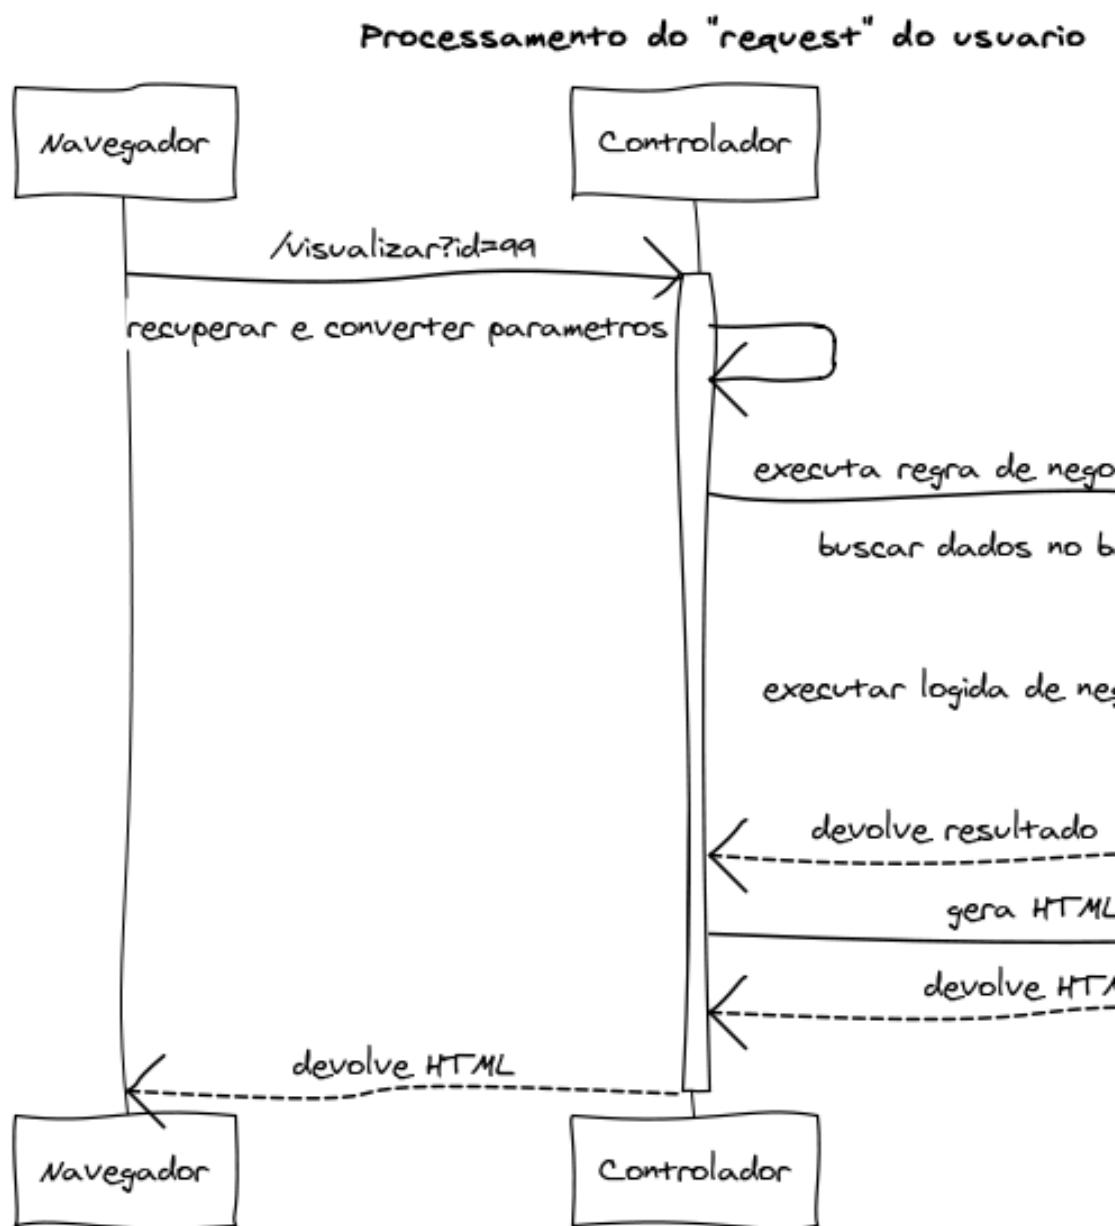 Processamento do "request" do usuario
Navegador
Controlador
/visualizar?id=99
recuperar e converter parametros
executa regra de nego
buscar dados no b
executar logida de neg
devolve resultado
gera HTML
devolve HTM
devolve HTML
Navegador
Controlador